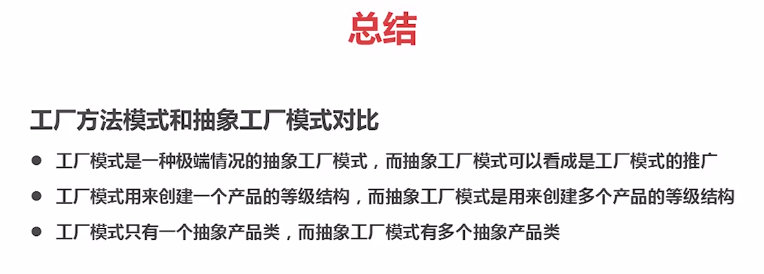 总结
工厂方法模式和抽象工厂模式对比
● 工厂模式是一种极端情况的抽象工厂模式，而抽象工厂模式可以看成是工厂模式的推广
● 工厂模式用来创建一个产品的等级结构，而抽象工厂模式是用来创建多个产品的等级结构
● 工厂模式只有一个抽象产品类，而抽象工厂模式有多个抽象产品类